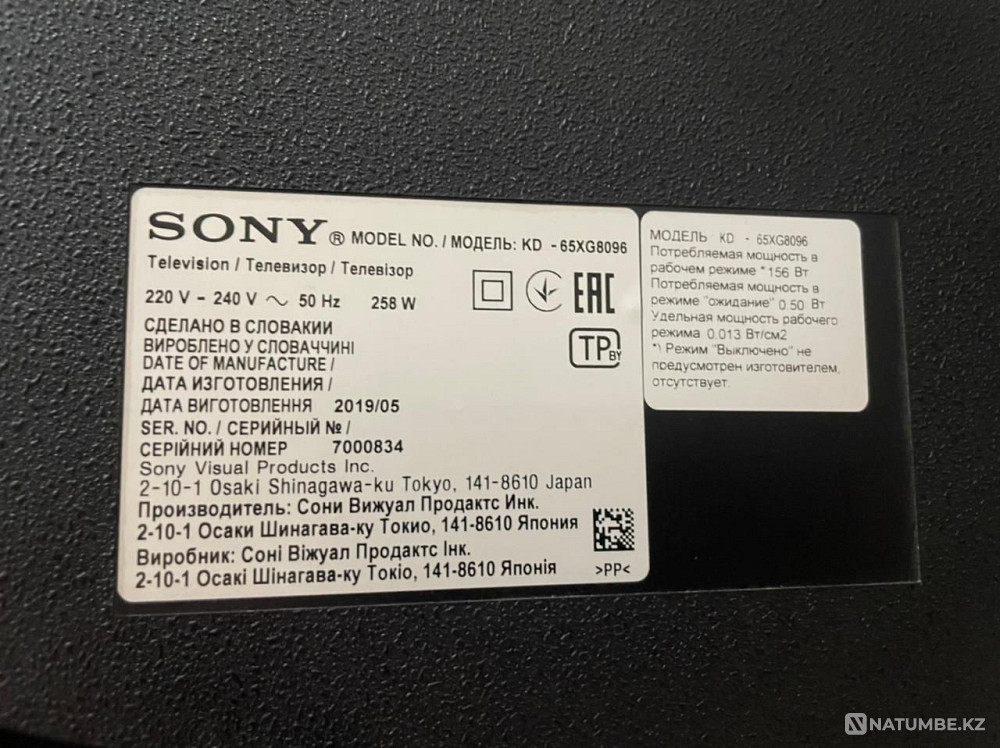 SONY ® MODEL NO. / МОДЕЛЬ: KD - 65XG8096
Television / Телевизор / Телевізор
220 V - 240 V ~ 50 Hz 258 W
EAC
TP BY
СДЕЛАНО В СЛОВАКИИ
ВИРОБЛЕНО У СЛОВАЧЧИНІ
DATE OF MANUFACTURE /
ДАТА ИЗГОТОВЛЕНИЯ /
ДАТА ВИГОТОВЛЕННЯ 2019/05
SER. NO. / СЕРИЙНЫЙ № /
СЕРІЙНИЙ НОМЕР 7000834
Sony Visual Products Inc.
2-10-1 Osaki Shinagawa-ku Tokyo, 141-8610 Japan
Производитель: Сони Вижуал Продактс Инк.
2-10-1 Осаки Шинагава-ку Токио, 141-8610 Япония
Виробник: Соні Віжуал Продактс Інк.
2-10-1 Осакі Шінагава-ку Токіо, 141-8610 Японія
>PP<
МОДЕЛЬ KD - 65XG8096
Потребляемая мощность в
рабочем режиме *156 Вт
Потребляемая мощность в
режиме "ожидание" 0.50 Вт
Удельная мощность рабочего
режима 0.013 Вт/см2
*) Режим "Выключено" не
предусмотрен изготовителем,
отсутствует.
NATUMBE.KZ